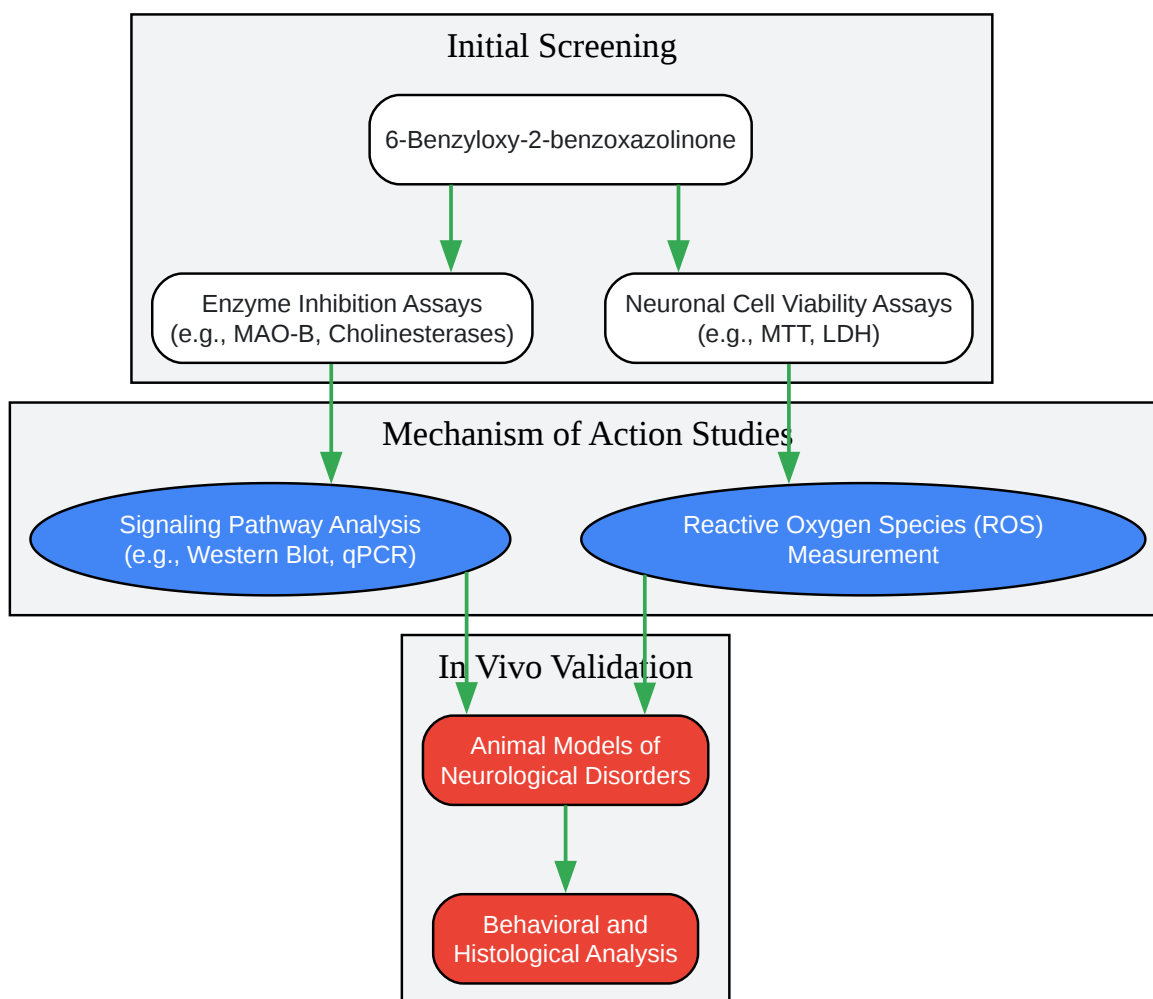 Initial Screening
6-Benzyloxy-2-benzoxazolinone
Enzyme Inhibition Assays
(e.g., MAO-B, Cholinesterases)
Neuronal Cell Viability Assays
(e.g., MTT, LDH)
Mechanism of Action Studies
Signaling Pathway Analysis
(e.g., Western Blot, qPCR)
Reactive Oxygen Species (ROS)
Measurement
In Vivo Validation
Animal Models of
Neurological Disorders
Behavioral and
Histological Analysis